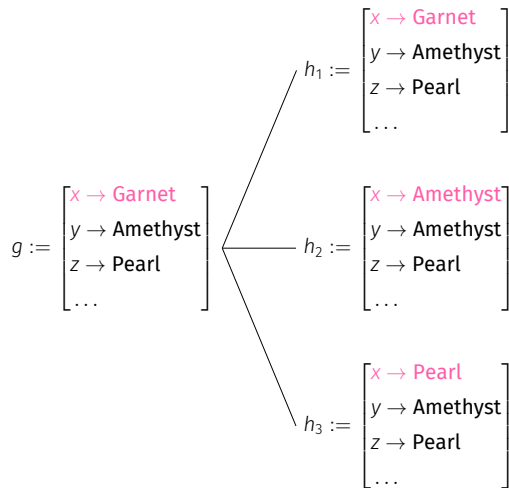 h₁ :=
x → Garnet
y → Amethyst
z → Pearl
...
g :=
x → Garnet
y → Amethyst
z → Pearl
...
h₂ :=
x → Amethyst
y → Amethyst
z → Pearl
...
h₃ :=
x → Pearl
y → Amethyst
z → Pearl
...